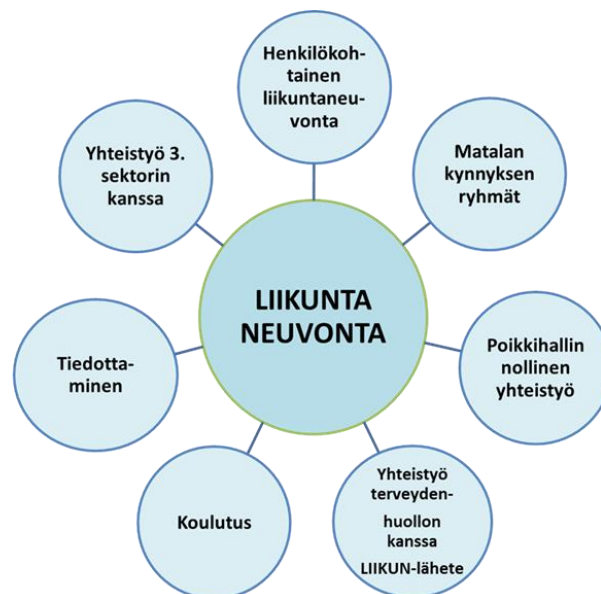 Henkilökoh-
tainen
liikuntaneu-
vonta
Matalan
kynnyksen
ryhmät
Poikkihallin
nollinen
yhteistyö
Yhteistyö
terveyden-
huollon
kanssa
LIIKUN-lähete
Koulutus
Tiedotta-
minen
Yhteistyö 3.
sektorin
kanssa
LIIKUNTA
NEUVONTA